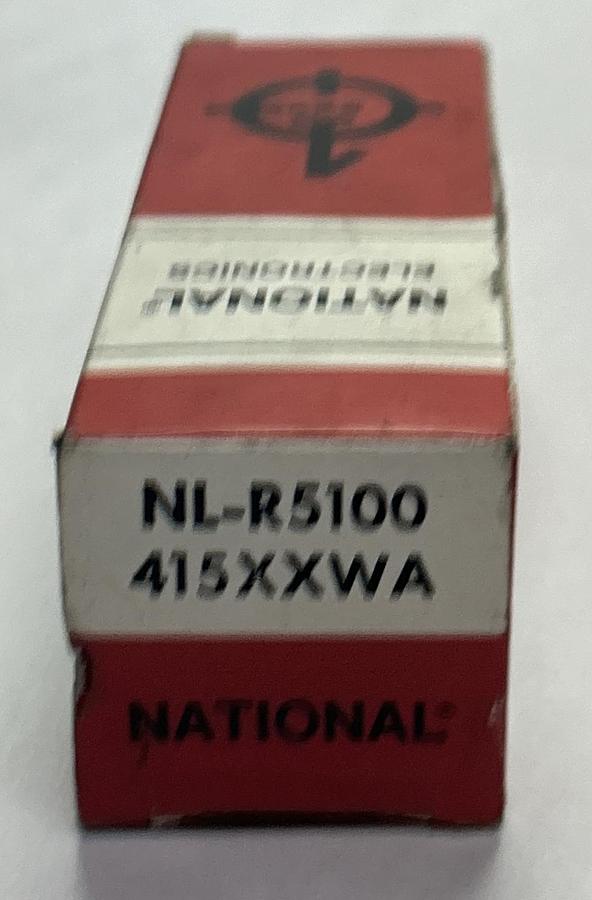 NATIONAL®
ELECTRONICS
NL-R5100
415XXWA
NATIONAL®